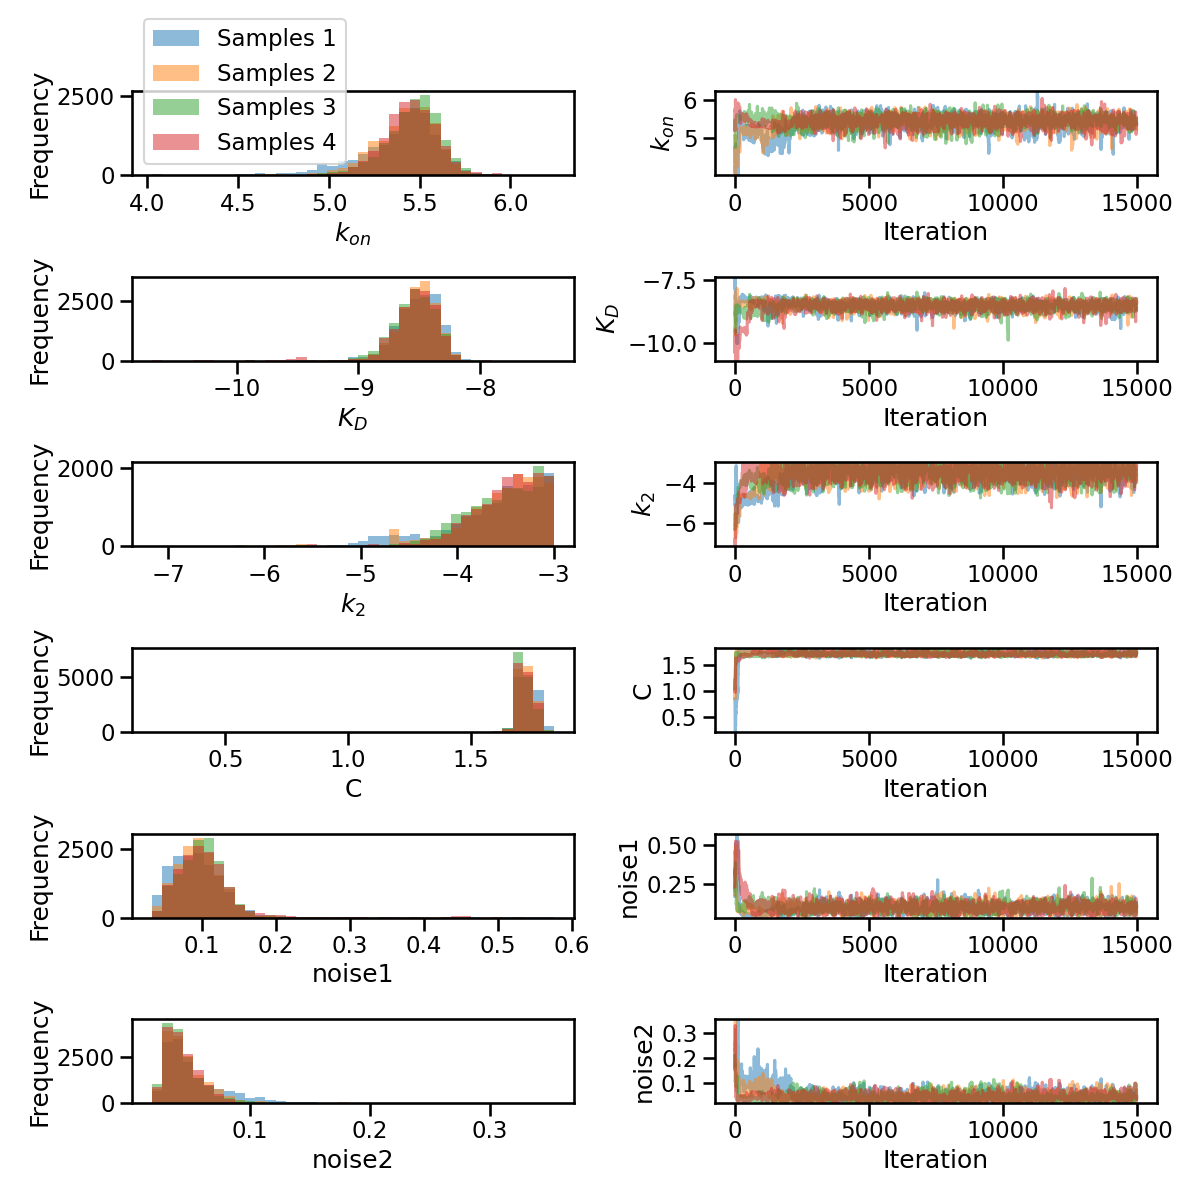 Samples 1
Samples 2
Samples 3
Samples 4
Frequency
2500
0
4.0 4.5 5.0 5.5 6.0
k_on
k_on
6
5
0 5000 10000 15000
Iteration
Frequency
2500
0
−10 −9 −8
K_D
K_D
−7.5
−10.0
0 5000 10000 15000
Iteration
Frequency
2000
0
−7 −6 −5 −4 −3
k_2
k_2
−4
−6
0 5000 10000 15000
Iteration
Frequency
5000
0
0.5 1.0 1.5
C
C
1.5
1.0
0.5
0 5000 10000 15000
Iteration
Frequency
2500
0
0.1 0.2 0.3 0.4 0.5 0.6
noise1
noise1
0.50
0.25
0 5000 10000 15000
Iteration
Frequency
2500
0
0.1 0.2 0.3
noise2
noise2
0.3
0.2
0.1
0 5000 10000 15000
Iteration